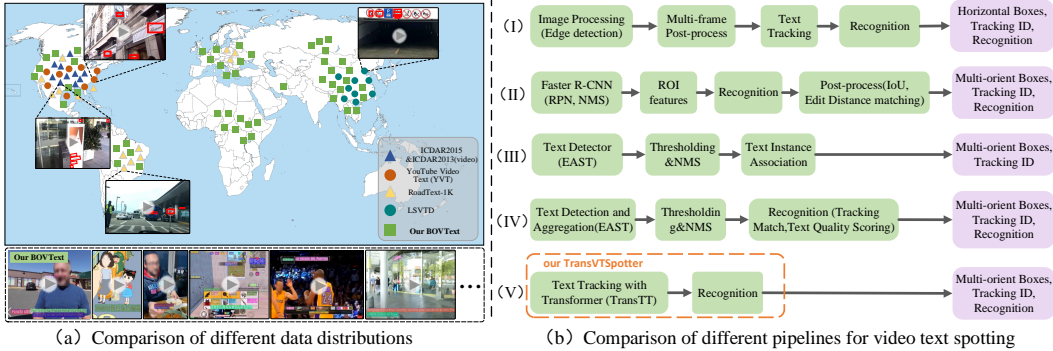 ICDAR2015
&ICDAR2013(video)
YouTube Video
Text (YVT)
RoadText-1K
LSVTD
Our BOVText
Our BOVText
(a) Comparison of different data distributions
(I)
Image Processing
(Edge detection)
Multi-frame
Post-process
Text
Tracking
Recognition
Horizontal Boxes,
Tracking ID,
Recognition
(II)
Faster R-CNN
(RPN, NMS)
ROI
features
Recognition
Post-process(IoU,
Edit Distance matching)
Multi-orient Boxes,
Tracking ID,
Recognition
(III)
Text Detector
(EAST)
Thresholding
&NMS
Text Instance
Association
Multi-orient Boxes,
Tracking ID
(IV)
Text Detection and
Aggregation(EAST)
Thresholdin
g&NMS
Recognition (Tracking
Match,Text Quality Scoring)
Multi-orient Boxes,
Tracking ID,
Recognition
our TransVTSpotter
(V)
Text Tracking with
Transformer (TransTT)
Recognition
Multi-orient Boxes,
Tracking ID,
Recognition
(b) Comparison of different pipelines for video text spotting